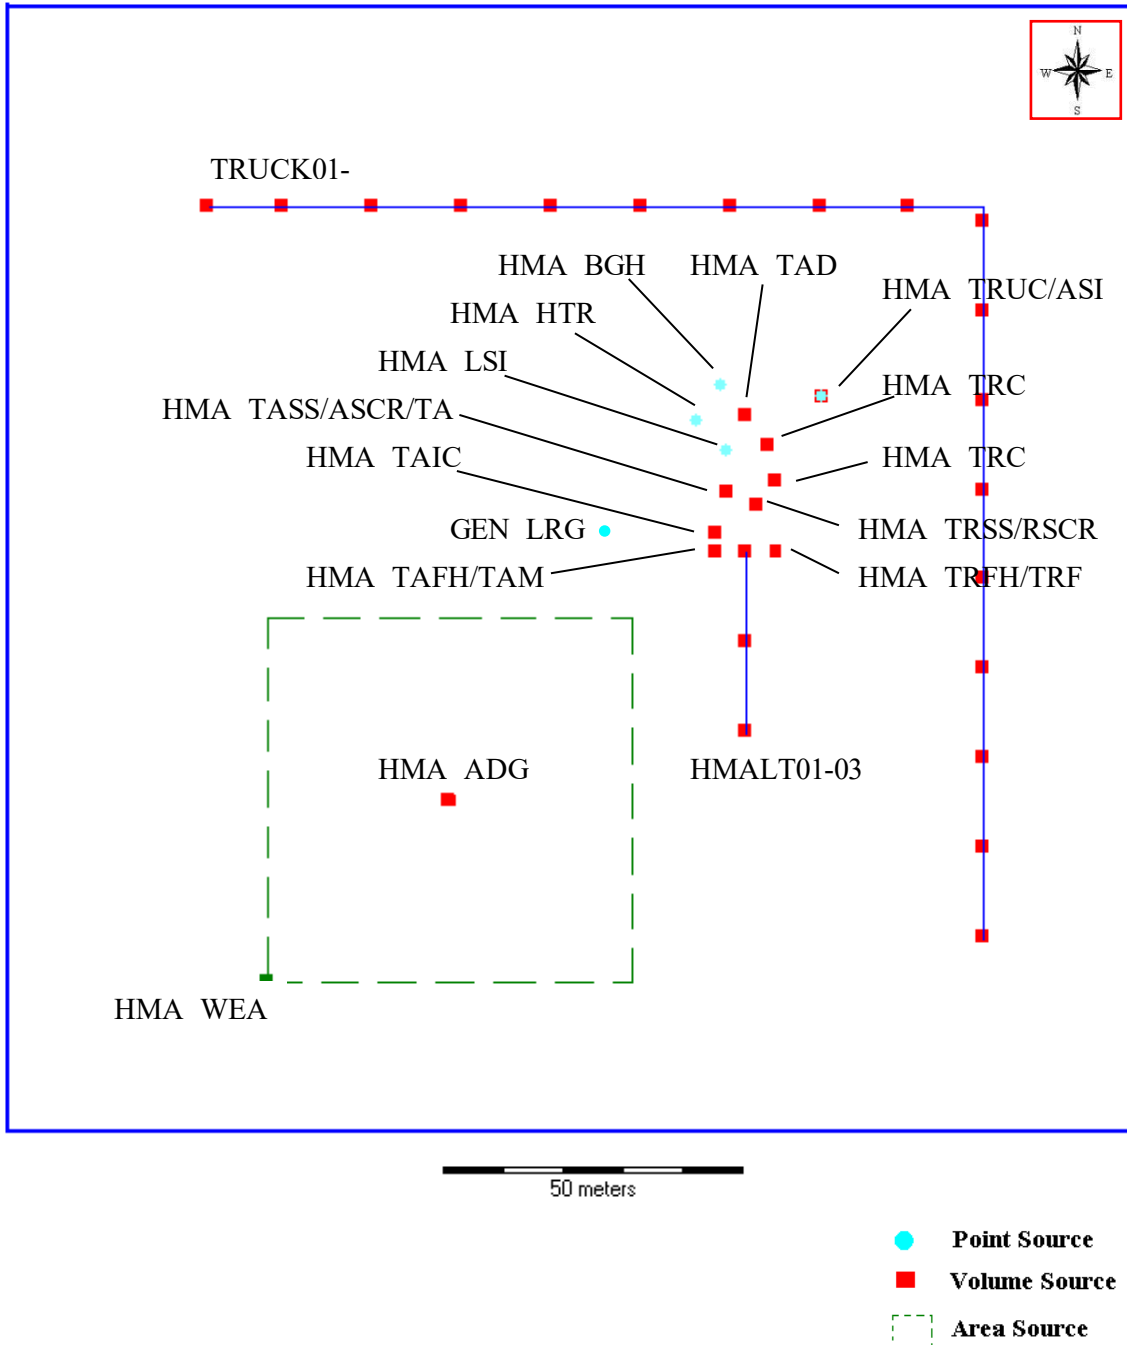 N
W E
S
TRUCK01-
HMA BGH HMA TAD
HMA TRUC/ASI
HMA HTR
HMA LSI
HMA TRC
HMA TASS/ASCR/TA
HMA TAIC
HMA TRC
GEN LRG
HMA TRSS/RSCR
HMA TAFH/TAM
HMA TRFH/TRF
HMA ADG
HMALT01-03
HMA WEA
50 meters
Point Source
Volume Source
Area Source